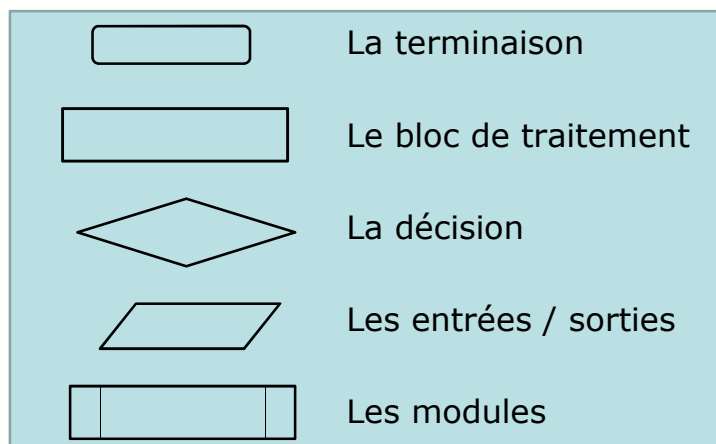 La terminaison
Le bloc de traitement
La décision
Les entrées / sorties
Les modules